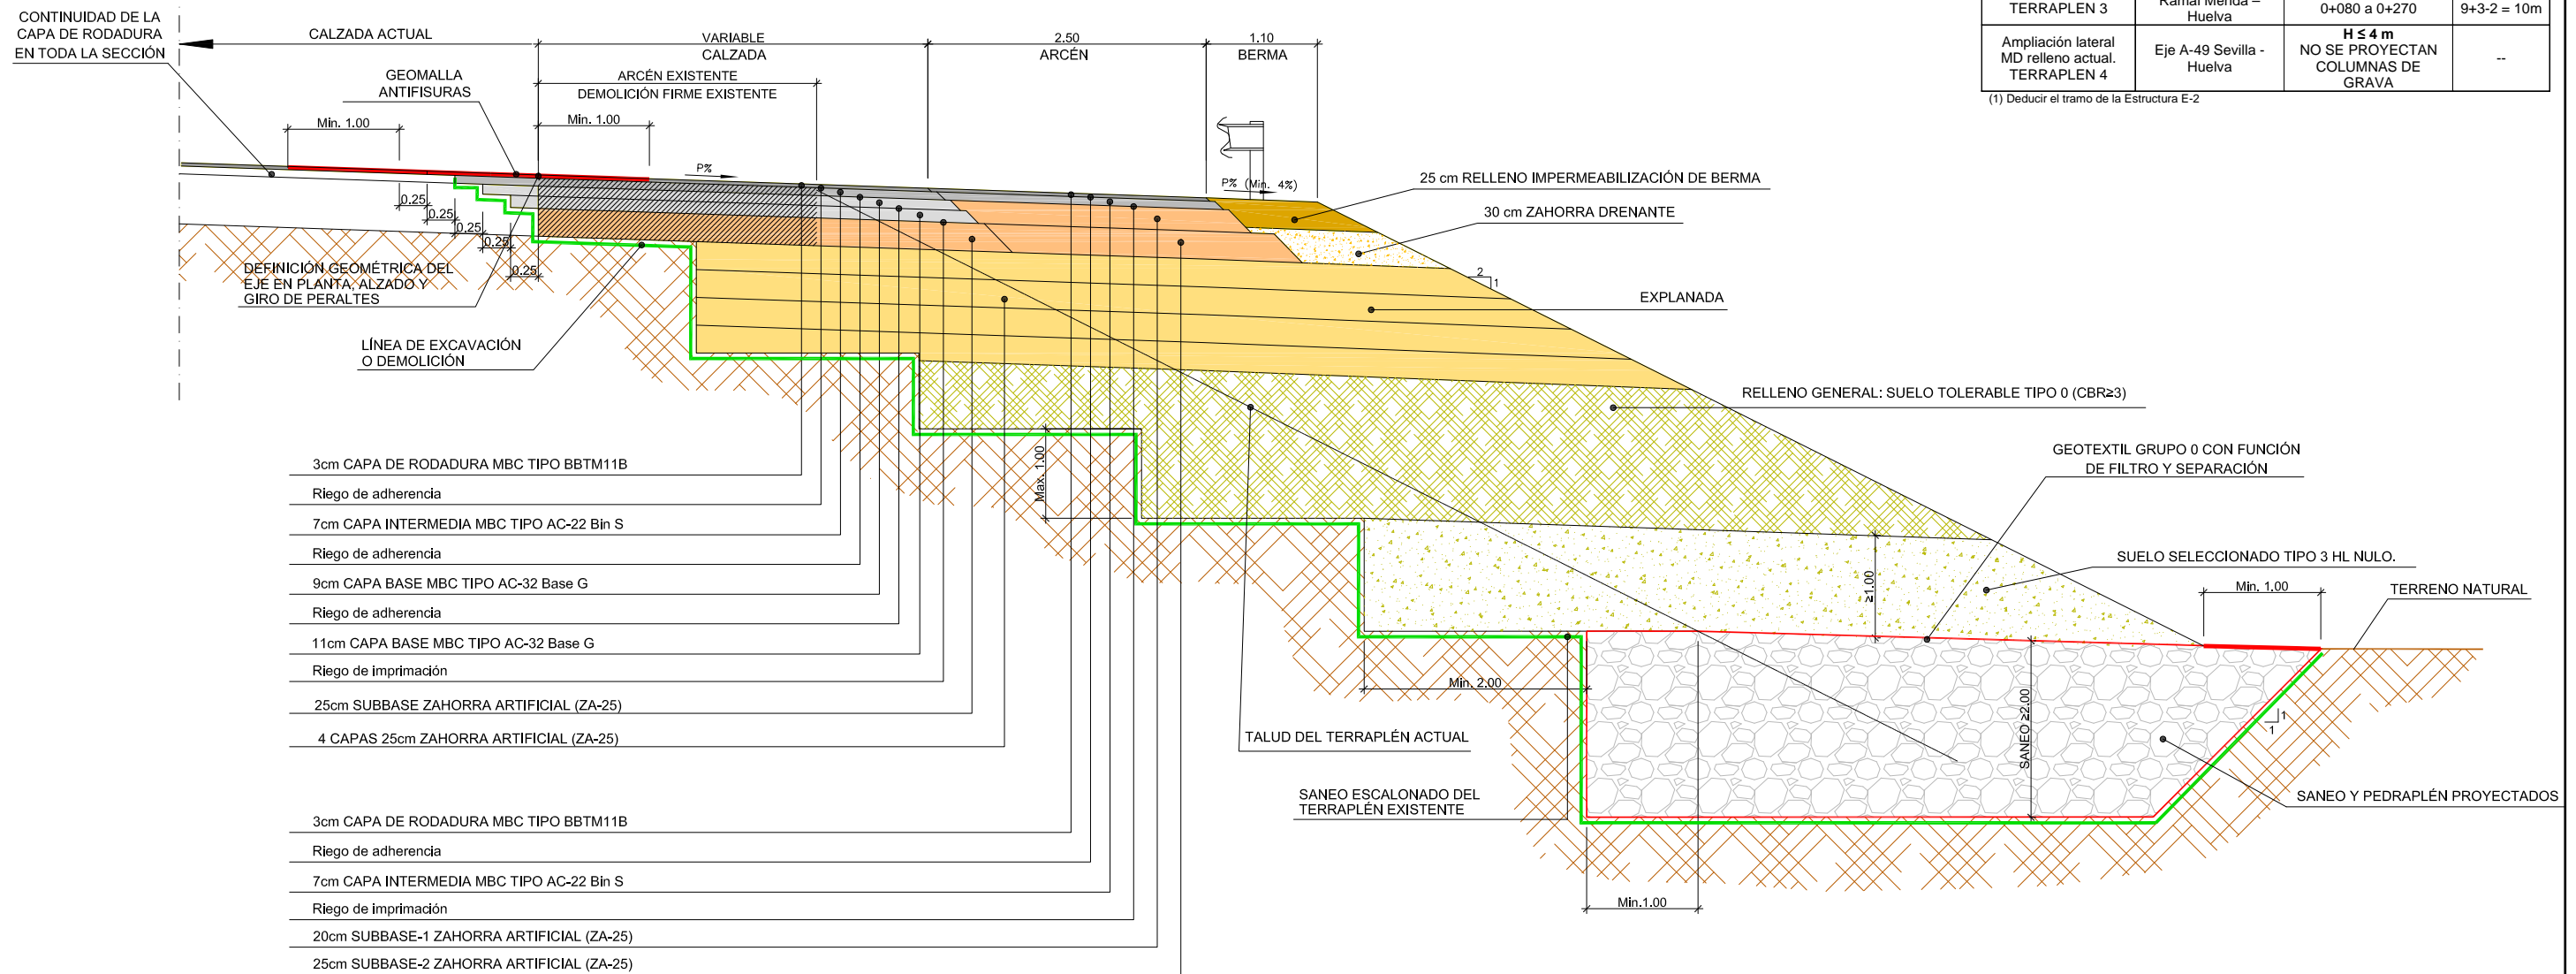 CONTINUIDAD DE LA
CAPA DE RODADURA
EN TODA LA SECCIÓN
CALZADA ACTUAL
VARIABLE
CALZADA
2.50
ARCÉN
1.10
BERMA
TERRAPLEN 3
Ramal Mérida –
Huelva
0+080 a 0+270
9+3-2 = 10m
Ampliación lateral
MD relleno actual.
TERRAPLEN 4
Eje A-49 Sevilla -
Huelva
H ≤ 4 m
NO SE PROYECTAN
COLUMNAS DE
GRAVA
--
(1) Deducir el tramo de la Estructura E-2
GEOMALLA
ANTIFISURAS
ARCÉN EXISTENTE
DEMOLICIÓN FIRME EXISTENTE
Min. 1.00
Min. 1.00
P%
P% (Min. 4%)
25 cm RELLENO IMPERMEABILIZACIÓN DE BERMA
30 cm ZAHORRA DRENANTE
0.25
0.25
0.25
0.25
0.25
2
1
DEFINICIÓN GEOMÉTRICA DEL
EJE EN PLANTA, ALZADO Y
GIRO DE PERALTES
EXPLANADA
LÍNEA DE EXCAVACIÓN
O DEMOLICIÓN
RELLENO GENERAL: SUELO TOLERABLE TIPO 0 (CBR≥3)
GEOTEXTIL GRUPO 0 CON FUNCIÓN
DE FILTRO Y SEPARACIÓN
Max. 1.00
SUELO SELECCIONADO TIPO 3 HL NULO.
≥1.00
Min. 1.00
TERRENO NATURAL
3cm CAPA DE RODADURA MBC TIPO BBTM11B
Riego de adherencia
7cm CAPA INTERMEDIA MBC TIPO AC-22 Bin S
Riego de adherencia
9cm CAPA BASE MBC TIPO AC-32 Base G
Riego de adherencia
11cm CAPA BASE MBC TIPO AC-32 Base G
Riego de imprimación
25cm SUBBASE ZAHORRA ARTIFICIAL (ZA-25)
4 CAPAS 25cm ZAHORRA ARTIFICIAL (ZA-25)
Min. 2.00
SANEO ≥2.00
1
1
TALUD DEL TERRAPLÉN ACTUAL
SANEO ESCALONADO DEL
TERRAPLÉN EXISTENTE
SANEO Y PEDRAPLÉN PROYECTADOS
3cm CAPA DE RODADURA MBC TIPO BBTM11B
Riego de adherencia
7cm CAPA INTERMEDIA MBC TIPO AC-22 Bin S
Riego de imprimación
20cm SUBBASE-1 ZAHORRA ARTIFICIAL (ZA-25)
25cm SUBBASE-2 ZAHORRA ARTIFICIAL (ZA-25)
Min.1.00